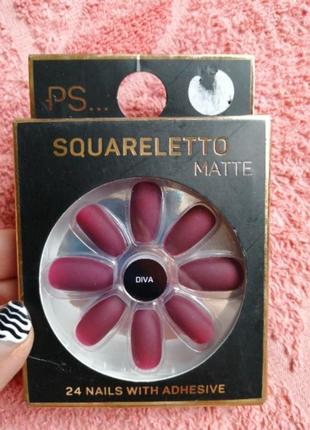 PS...
SQUARELETTO
MATTE
DIVA
24 NAILS WITH ADHESIVE